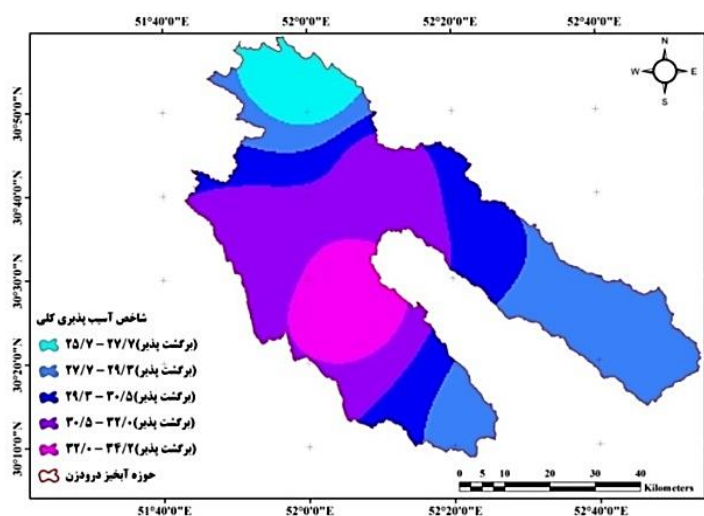 51°40'0"E 52°0'0"E 52°20'0"E 52°40'0"E
N
W E
S
30°50'0"N
30°40'0"N
30°30'0"N
30°20'0"N
30°10'0"N
شاخص آسیب پذیری کلی
۲۵/۷ – ۲۷/۷ (برگشت پذیر)
۲۷/۷ – ۲۹/۳ (برگشت پذیر)
۲۹/۳ – ۳۰/۵ (برگشت پذیر)
۳۰/۵ – ۳۲/۰ (برگشت پذیر)
۳۲/۰ – ۳۴/۲ (برگشت پذیر)
حوزه آبخیز درودزن
0 5 10 20 30 40
Kilometers
51°40'0"E 52°0'0"E 52°20'0"E 52°40'0"E